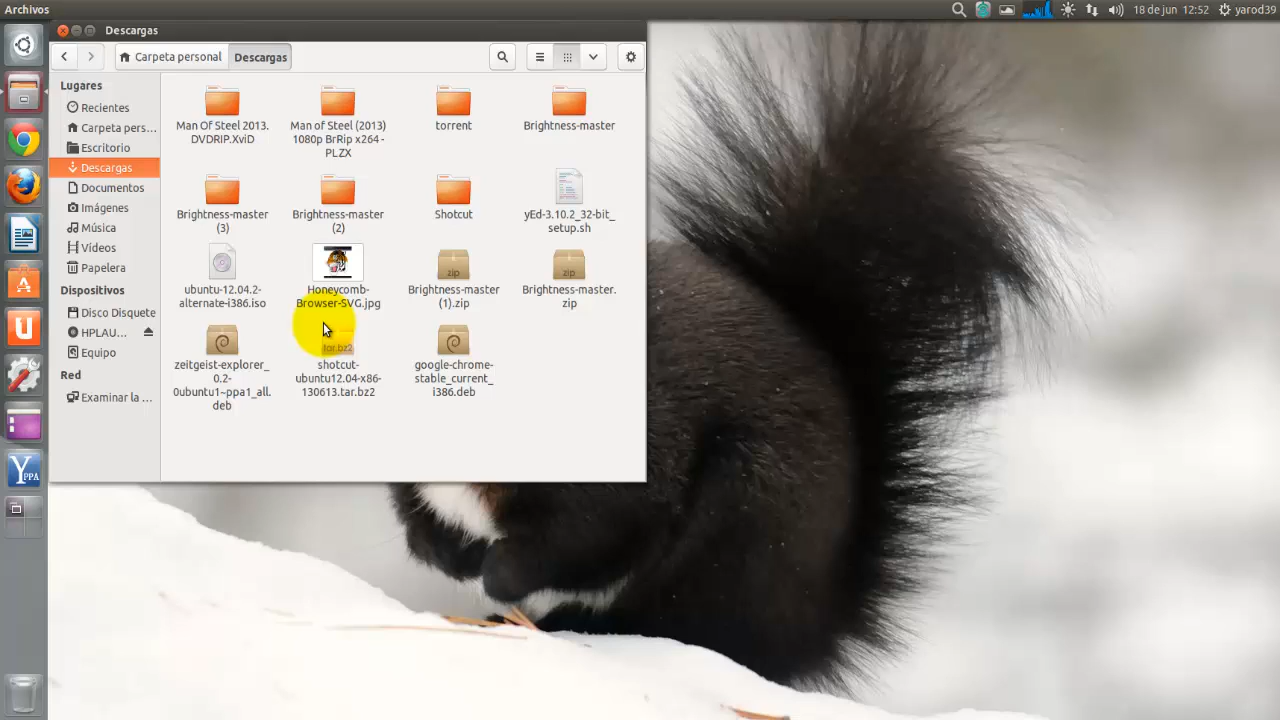 Archivos
18 de jun 12:52
yarod39
Descargas
Carpeta personal
Descargas
Lugares
Recientes
Carpeta pers...
Escritorio
Descargas
Documentos
Imágenes
Música
Vídeos
Papelera
Dispositivos
Disco Disquete
HPLAU...
Equipo
Red
Examinar la ...
Man Of Steel 2013.
DVDRIP.XviD
Man of Steel (2013)
1080p BrRip x264 -
PLZX
torrent
Brightness-master
Brightness-master
(3)
Brightness-master
(2)
Shotcut
yEd-3.10.2_32-bit_
setup.sh
ubuntu-12.04.2-
alternate-i386.iso
Honeycomb-
Browser-SVG.jpg
zip
Brightness-master
(1).zip
zip
Brightness-master.
zip
zeitgeist-explorer_
0.2-
0ubuntu1~ppa1_all.
deb
tar.bz2
shotcut-
ubuntu12.04-x86-
130613.tar.bz2
google-chrome-
stable_current_
i386.deb
Y
PPA